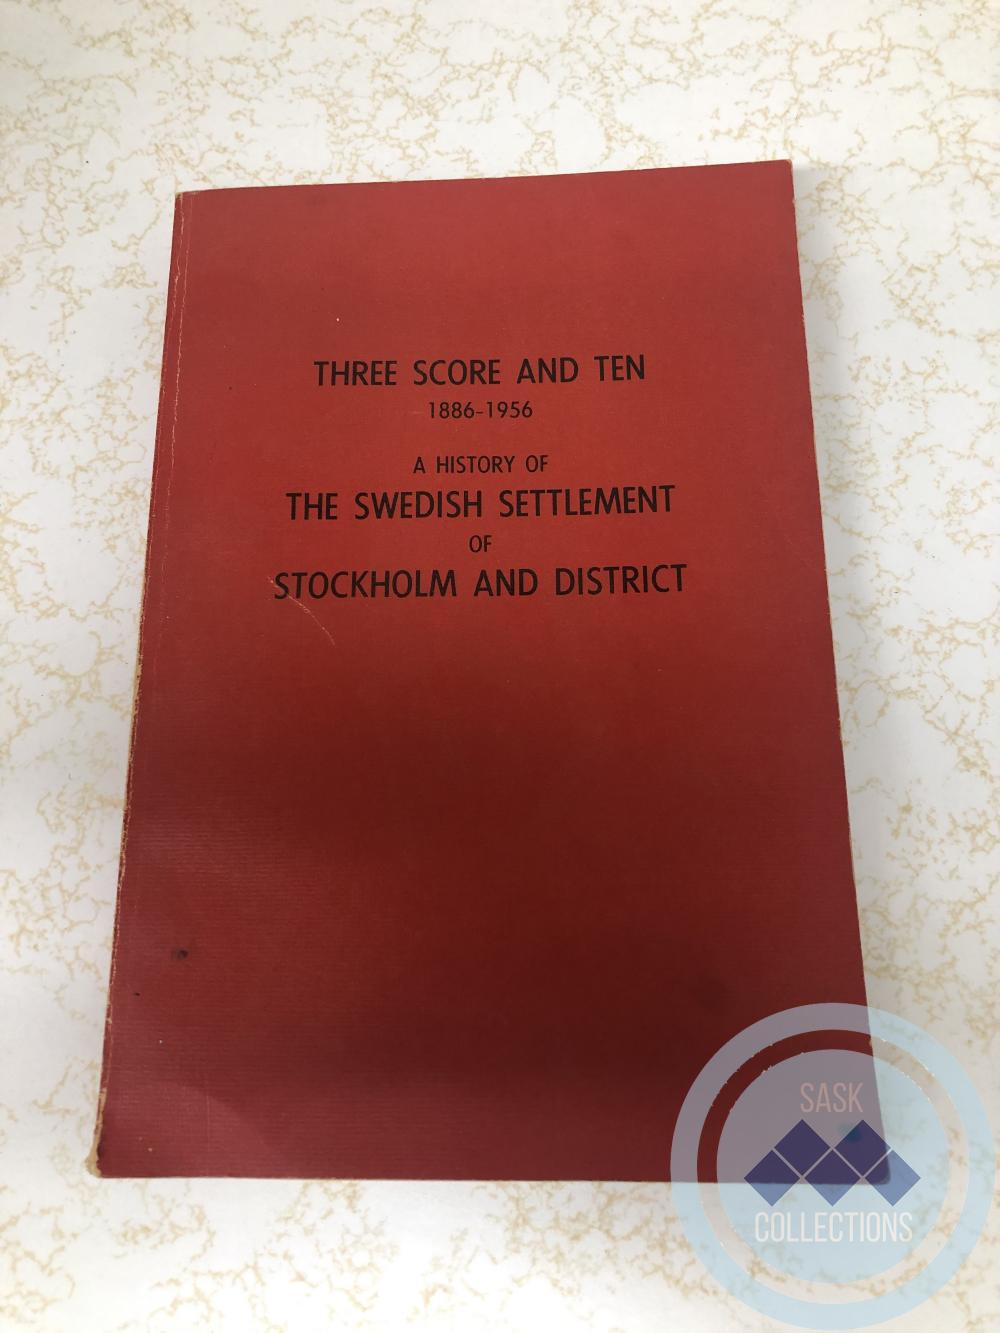 THREE SCORE AND TEN
1886-1956
A HISTORY OF
THE SWEDISH SETTLEMENT
OF
STOCKHOLM AND DISTRICT
SASK
COLLECTIONS